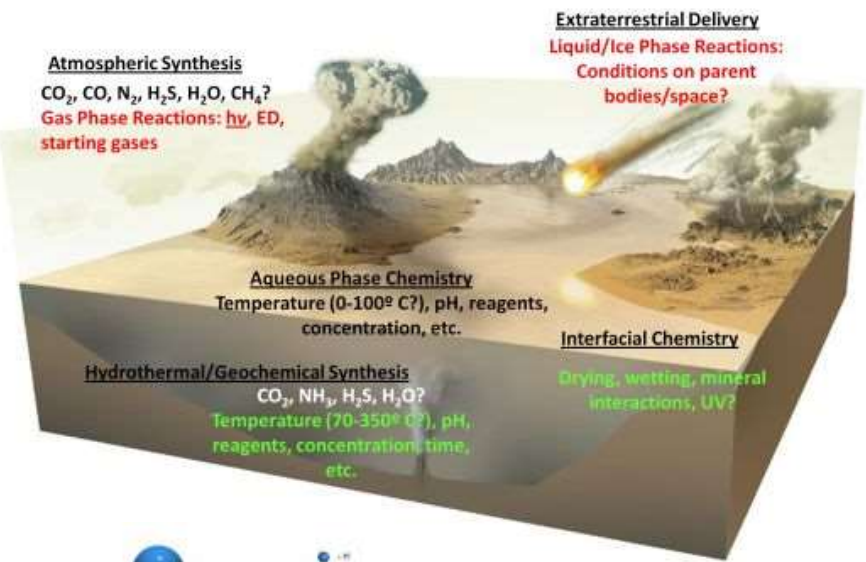 Extraterrestrial Delivery
Liquid/Ice Phase Reactions:
Conditions on parent
bodies/space?
Atmospheric Synthesis
CO₂, CO, N₂, H₂S, H₂O, CH₄?
Gas Phase Reactions: hv, ED,
starting gases
Aqueous Phase Chemistry
Temperature (0-100º C?), pH, reagents,
concentration, etc.
Interfacial Chemistry
Drying, wetting, mineral
interactions, UV?
Hydrothermal/Geochemical Synthesis
CO₂, NH₃, H₂S, H₂O?
Temperature (70-350º C?), pH,
reagents, concentration, time,
etc.